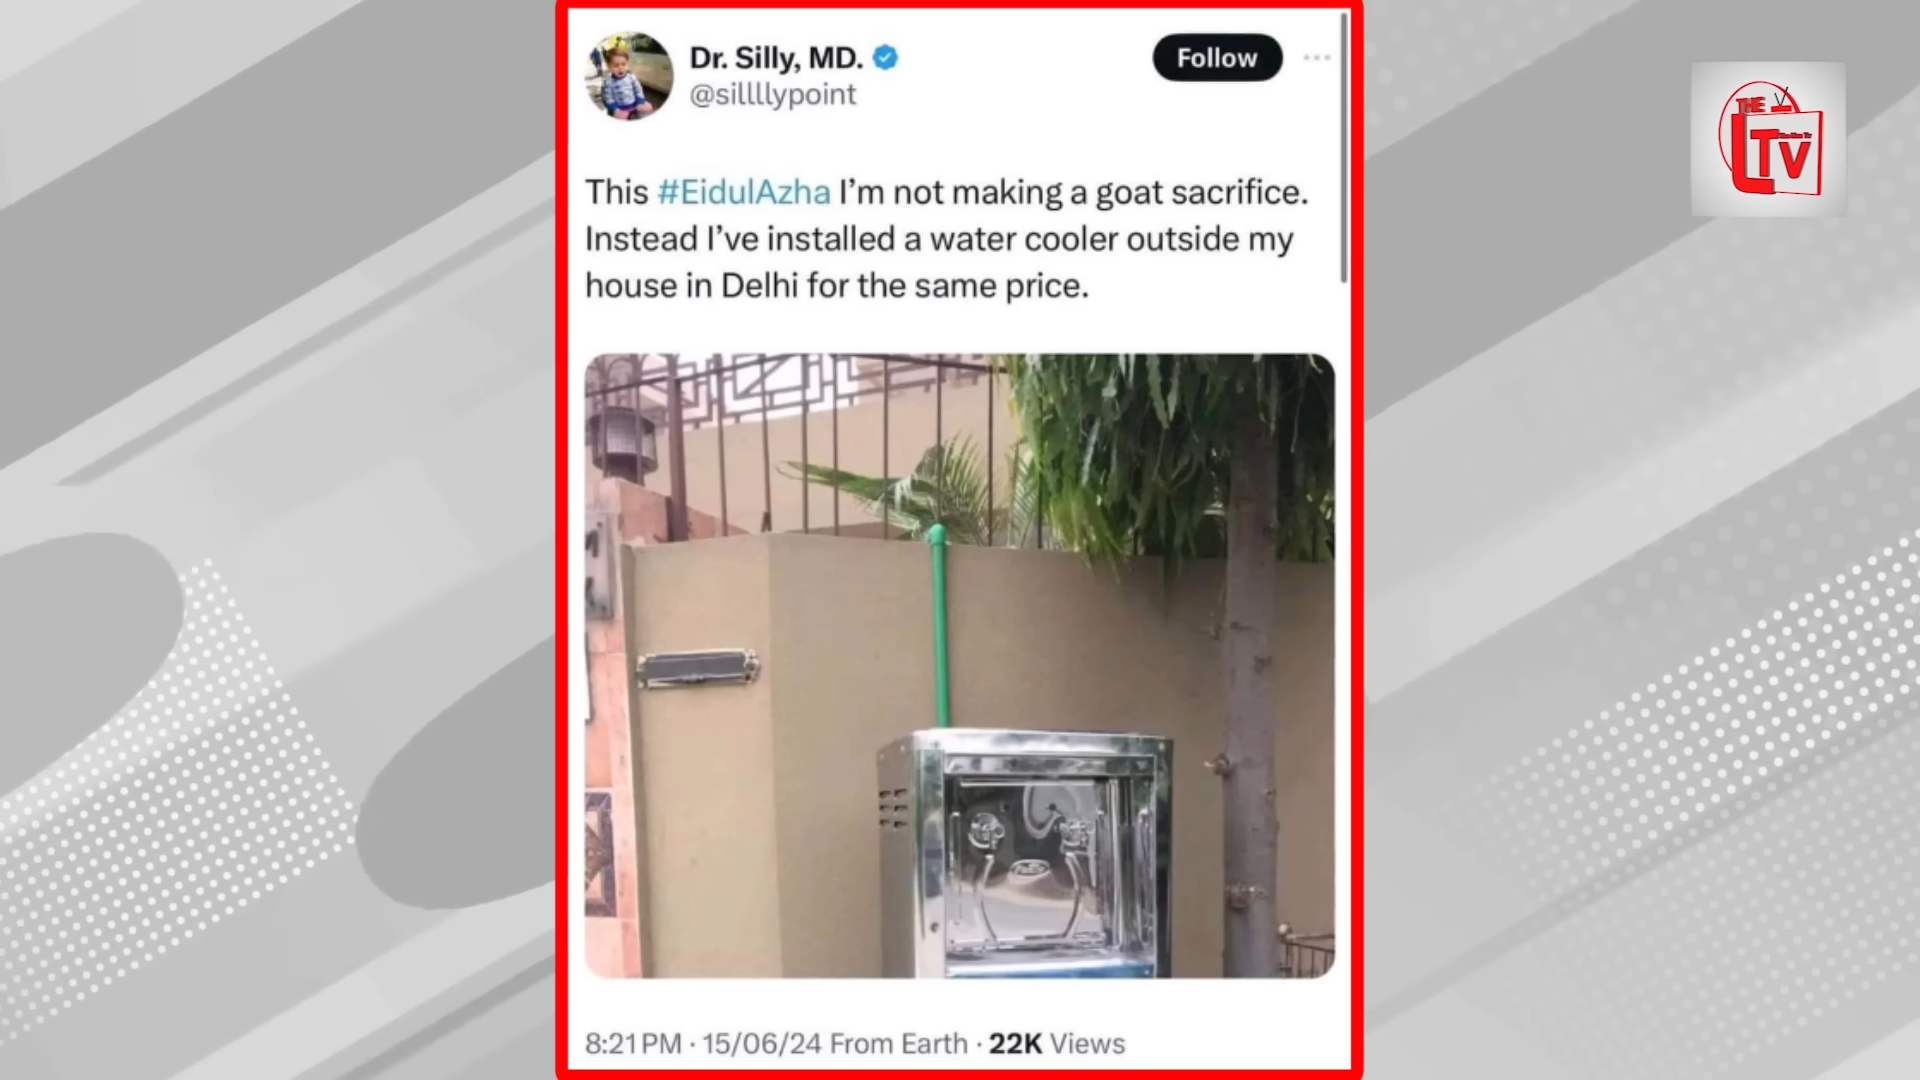 Dr. Silly, MD.
@sillllypoint
Follow
This #EidulAzha I’m not making a goat sacrifice.
Instead I’ve installed a water cooler outside my
house in Delhi for the same price.
8:21 PM · 15/06/24 From Earth · 22K Views
THE
LTV